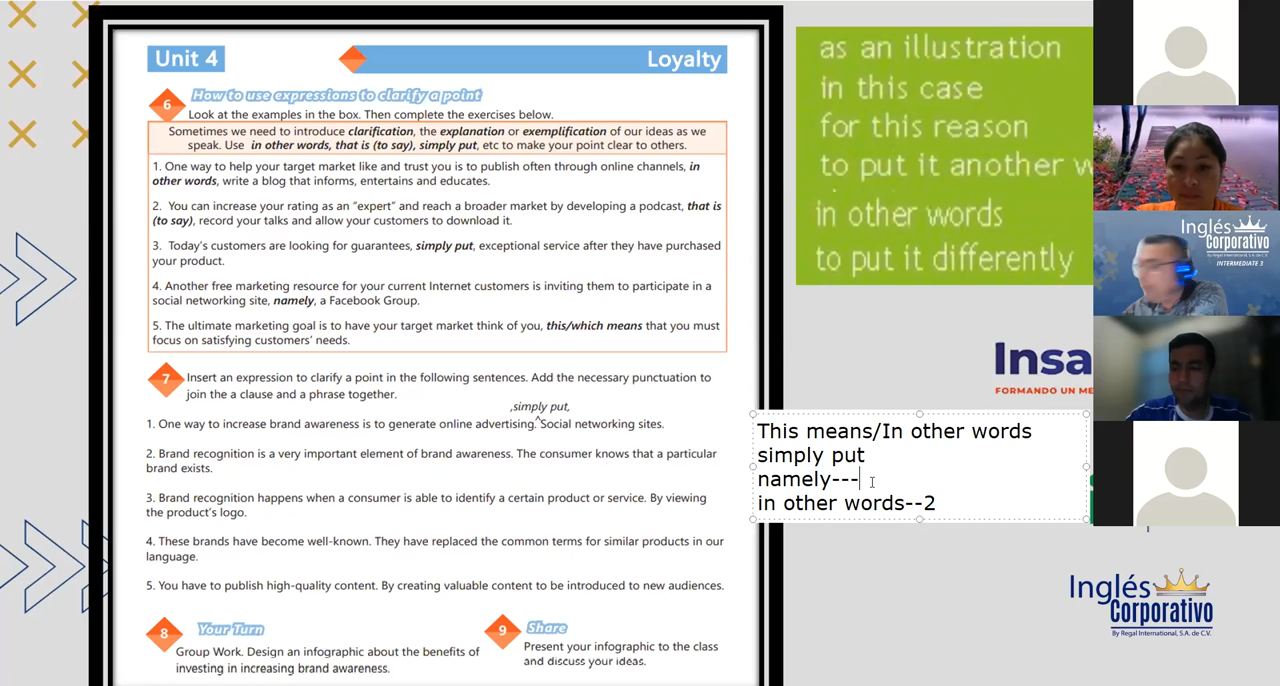 Unit 4
Loyalty
6
How to use expressions to clarify a point
Look at the examples in the box. Then complete the exercises below.
Sometimes we need to introduce clarification, the explanation or exemplification of our ideas as we
speak. Use in other words, that is (to say), simply put, etc to make your point clear to others.
1. One way to help your target market like and trust you is to publish often through online channels, in
other words, write a blog that informs, entertains and educates.
2. You can increase your rating as an “expert” and reach a broader market by developing a podcast, that is
(to say), record your talks and allow your customers to download it.
3. Today’s customers are looking for guarantees, simply put, exceptional service after they have purchased
your product.
4. Another free marketing resource for your current Internet customers is inviting them to participate in a
social networking site, namely, a Facebook Group.
5. The ultimate marketing goal is to have your target market think of you, this/which means that you must
focus on satisfying customers’ needs.
7
Insert an expression to clarify a point in the following sentences. Add the necessary punctuation to
join the a clause and a phrase together.
,simply put,
1. One way to increase brand awareness is to generate online advertising.^Social networking sites.
2. Brand recognition is a very important element of brand awareness. The consumer knows that a particular
brand exists.
3. Brand recognition happens when a consumer is able to identify a certain product or service. By viewing
the product’s logo.
4. These brands have become well-known. They have replaced the common terms for similar products in our
language.
5. You have to publish high-quality content. By creating valuable content to be introduced to new audiences.
8
Your Turn
Group Work. Design an infographic about the benefits of
investing in increasing brand awareness.
9
Share
Present your infographic to the class
and discuss your ideas.
as an illustration
in this case
for this reason
to put it another w
in other words
to put it differently
Insa
FORMANDO UN ME
This means/In other words
simply put
namely---
in other words--2
Inglés
Corporativo
By Regal International, S.A. de C.V.
INTERMEDIATE 3
Inglés
Corporativo
By Regal International, S.A. de C.V.